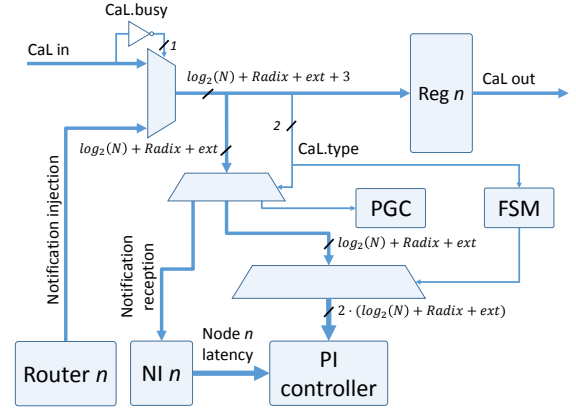 CaL.busy
1
CaL in
log₂(N) + Radix + ext + 3
Reg n
CaL out
2
log₂(N) + Radix + ext
CaL.type
PGC
FSM
Notification injection
Notification
reception
log₂(N) + Radix + ext
2 · (log₂(N) + Radix + ext)
Node n
latency
Router n
NI n
PI
controller